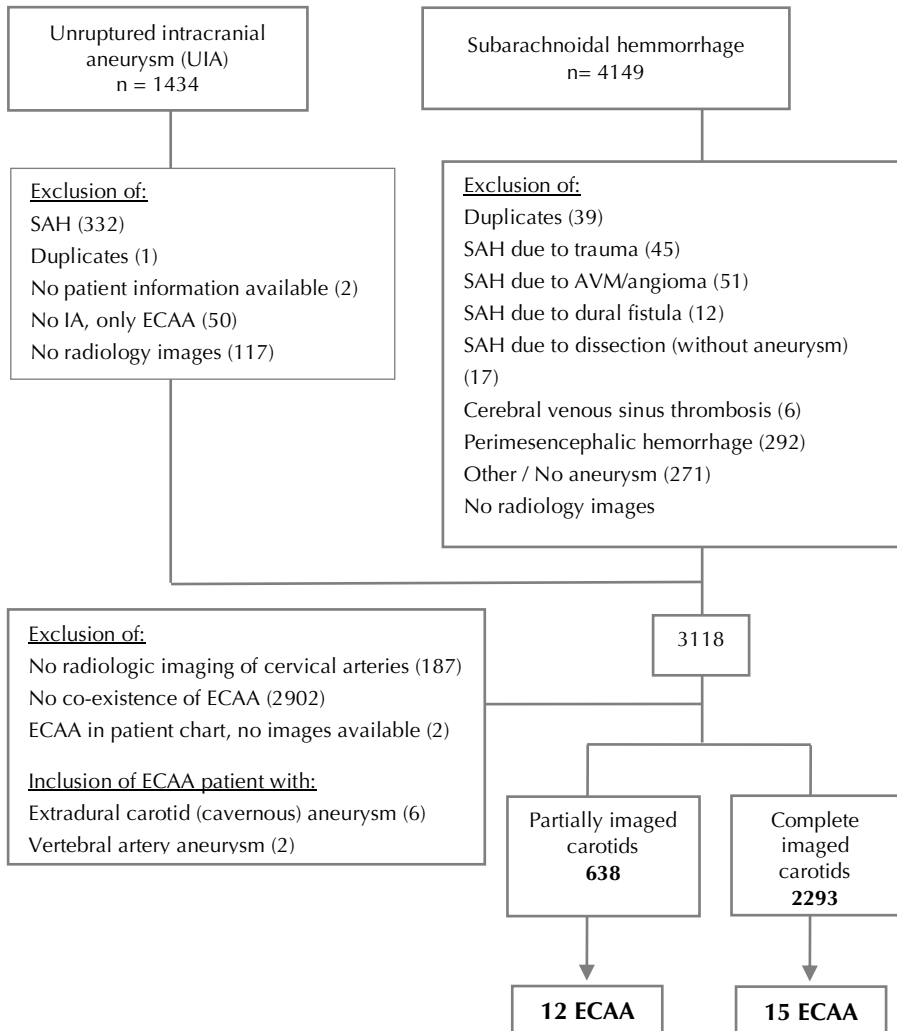 Unruptured intracranial
aneurysm (UIA)
n = 1434
Subarachnoidal hemmorrhage
n= 4149
Exclusion of:
SAH (332)
Duplicates (1)
No patient information available (2)
No IA, only ECAA (50)
No radiology images (117)
Exclusion of:
Duplicates (39)
SAH due to trauma (45)
SAH due to AVM/angioma (51)
SAH due to dural fistula (12)
SAH due to dissection (without aneurysm)
(17)
Cerebral venous sinus thrombosis (6)
Perimesencephalic hemorrhage (292)
Other / No aneurysm (271)
No radiology images
3118
Exclusion of:
No radiologic imaging of cervical arteries (187)
No co-existence of ECAA (2902)
ECAA in patient chart, no images available (2)
Inclusion of ECAA patient with:
Extradural carotid (cavernous) aneurysm (6)
Vertebral artery aneurysm (2)
Partially imaged
carotids
638
Complete
imaged
carotids
2293
12 ECAA
15 ECAA